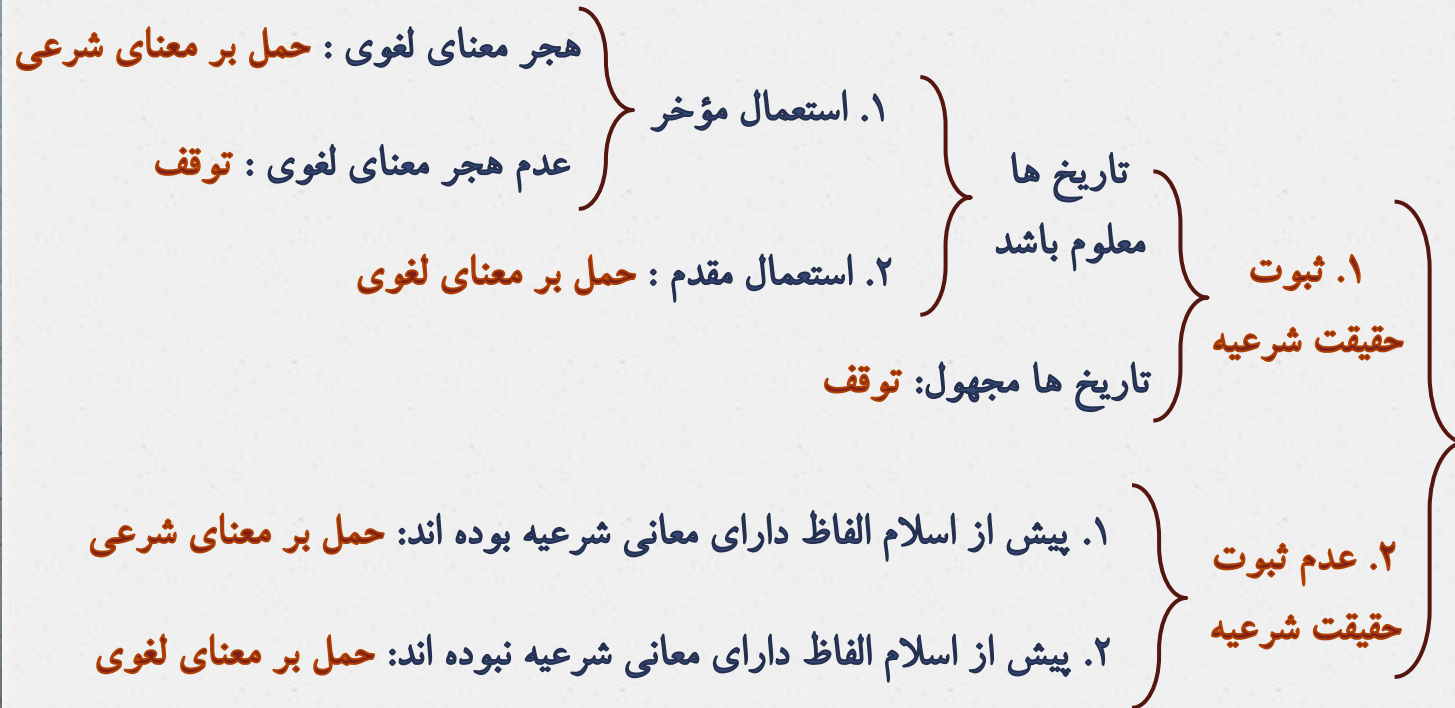 ۱. ثبوت
حقیقت شرعیه
تاریخ ها
معلوم باشد
۱. استعمال مؤخر
هجر معنای لغوی : حمل بر معنای شرعی
عدم هجر معنای لغوی : توقف
۲. استعمال مقدم : حمل بر معنای لغوی
تاریخ ها مجهول: توقف
۲. عدم ثبوت
حقیقت شرعیه
۱. پیش از اسلام الفاظ دارای معانی شرعیه بوده اند: حمل بر معنای شرعی
۲. پیش از اسلام الفاظ دارای معانی شرعیه نبوده اند: حمل بر معنای لغوی